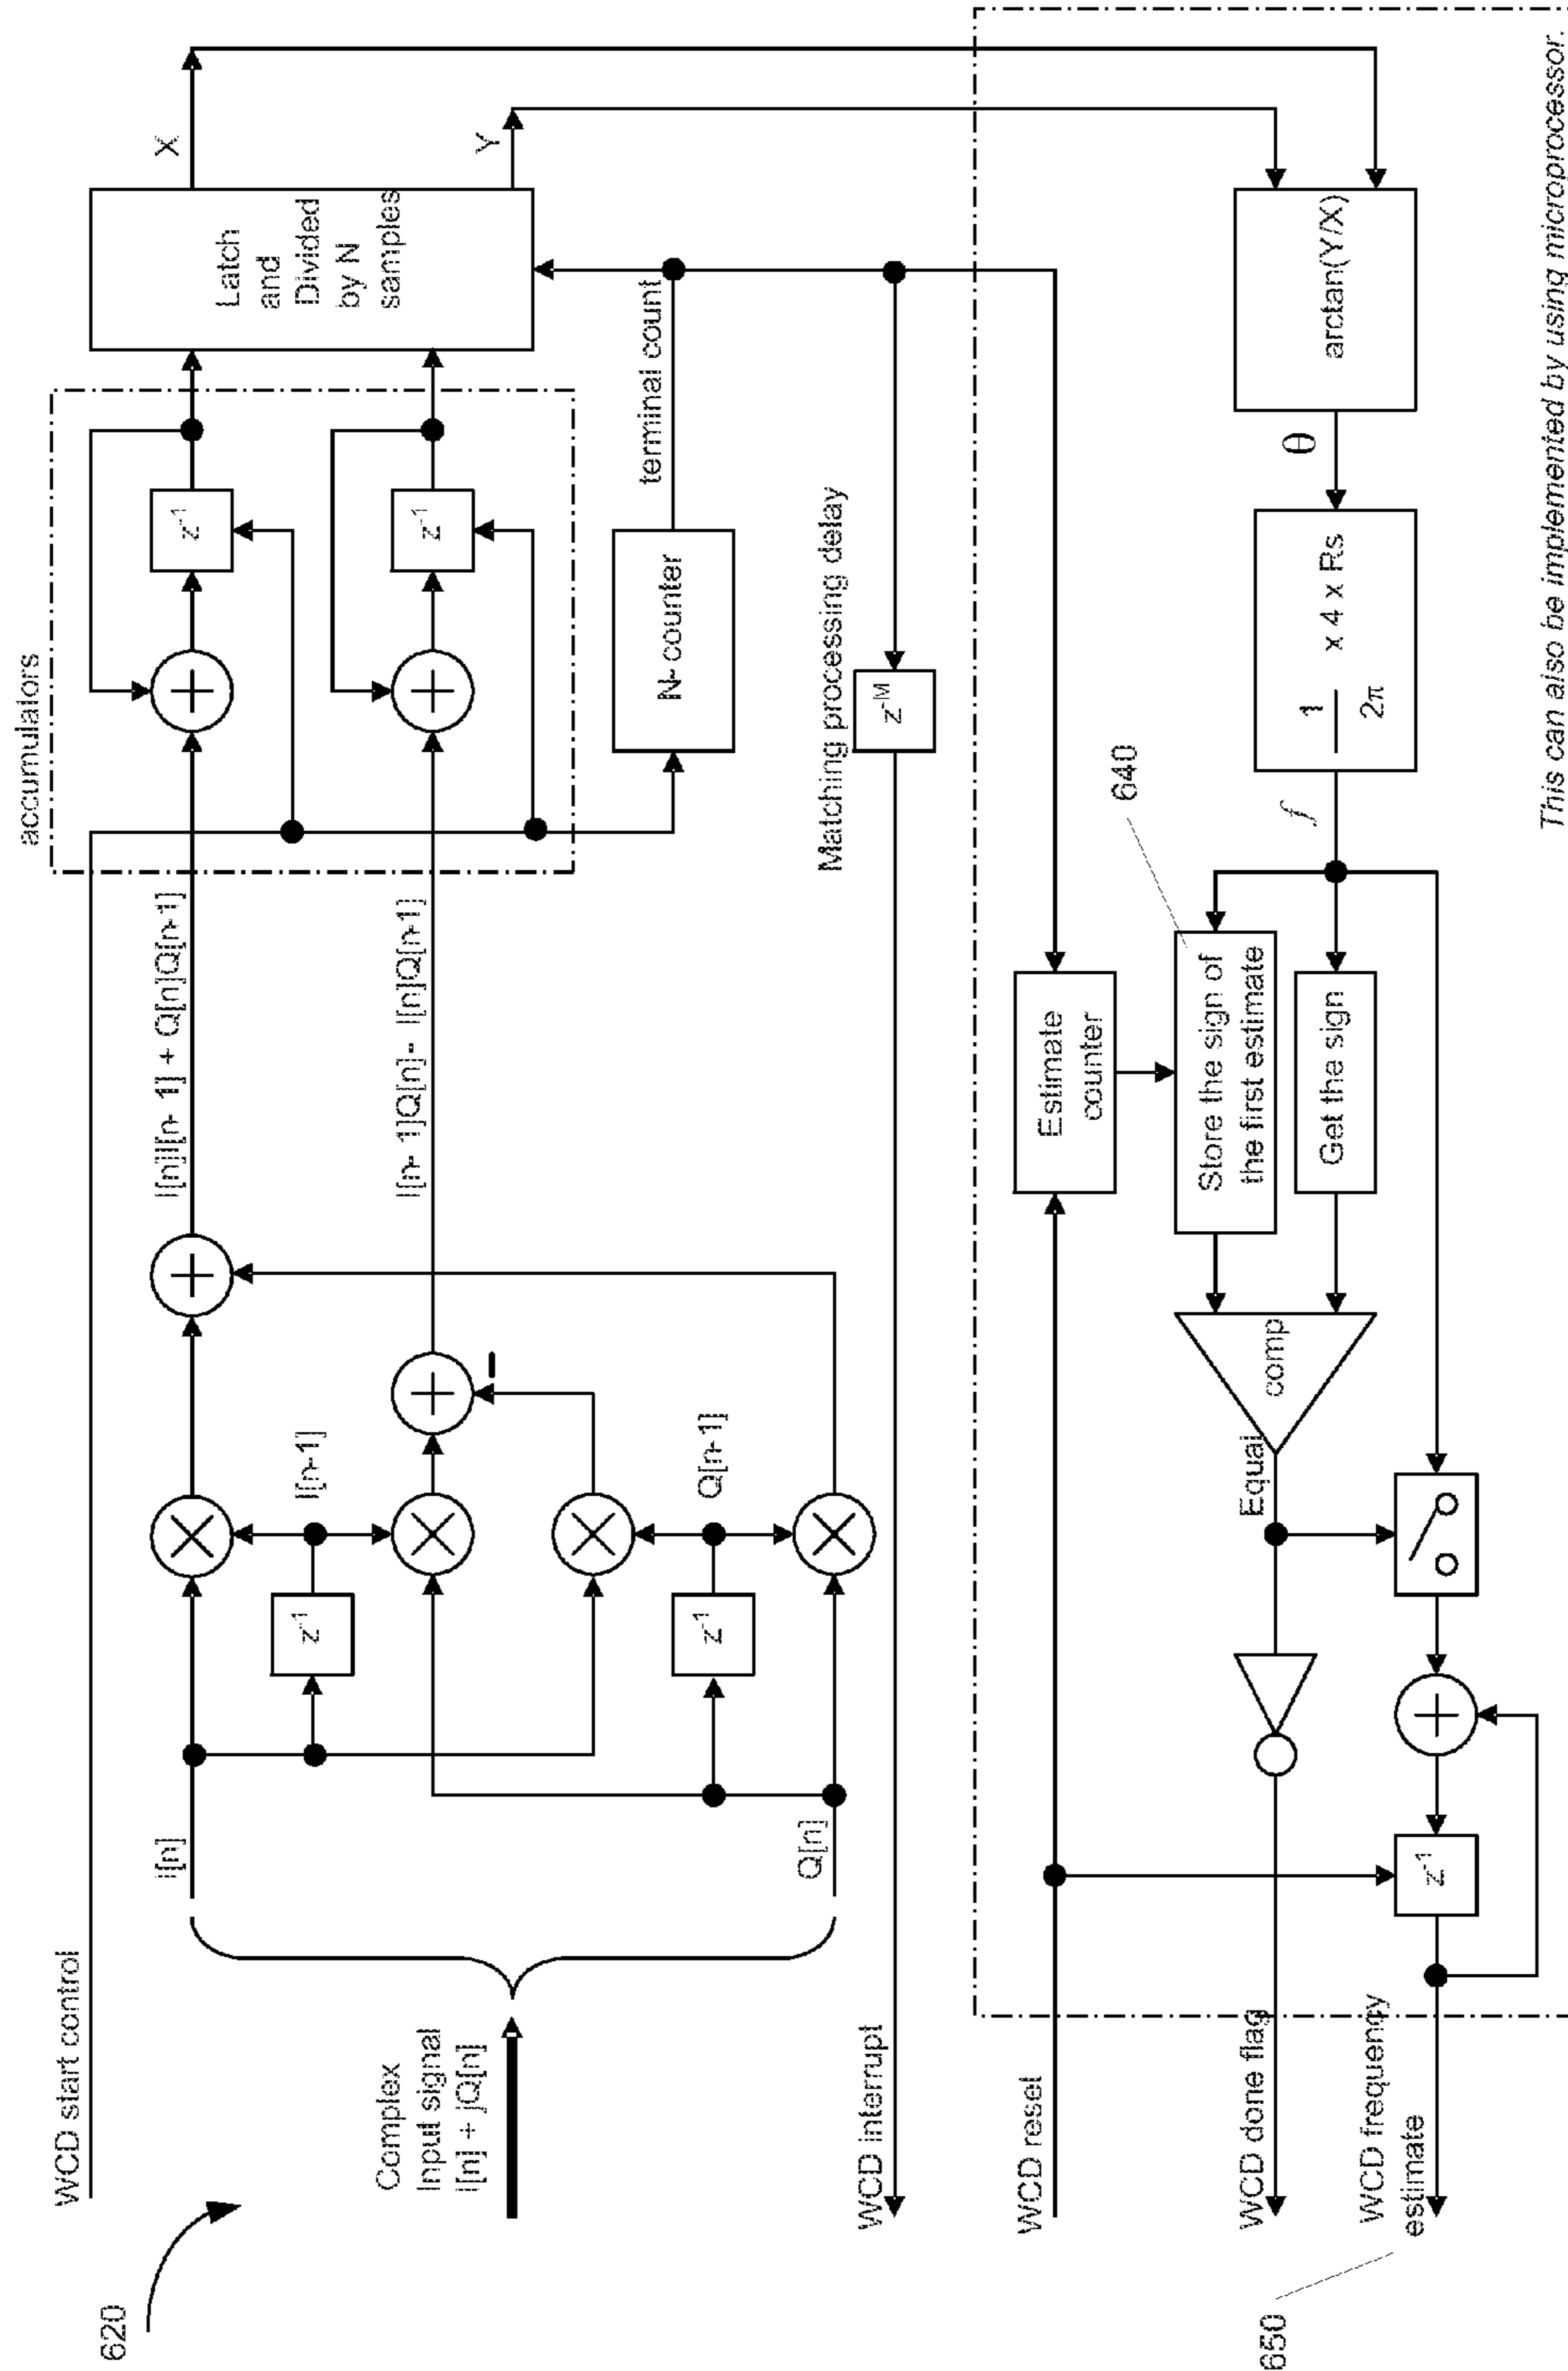 620
WCD start control
Complex
Input signal
I[n] + jQ[n]
I[n]
Q[n]
z⁻¹
I[n-1]
z⁻¹
Q[n-1]
I[n]I[n-1] + Q[n]Q[n-1]
I[n-1]Q[n] - I[n]Q[n-1]
accumulators
z⁻¹
z⁻¹
Latch
and
Divided
by N
samples
X
Y
N-counter
terminal count
Matching processing delay
z⁻ᴹ
WCD interrupt
WCD reset
Estimate
counter
640
Store the sign of
the first estimate
Get the sign
comp
Equal
f
1
2π
x 4 x Rs
θ
arctan(Y/X)
z⁻¹
WCD done flag
WCD frequency
estimate
650
This can also be implemented by using microprocessor.